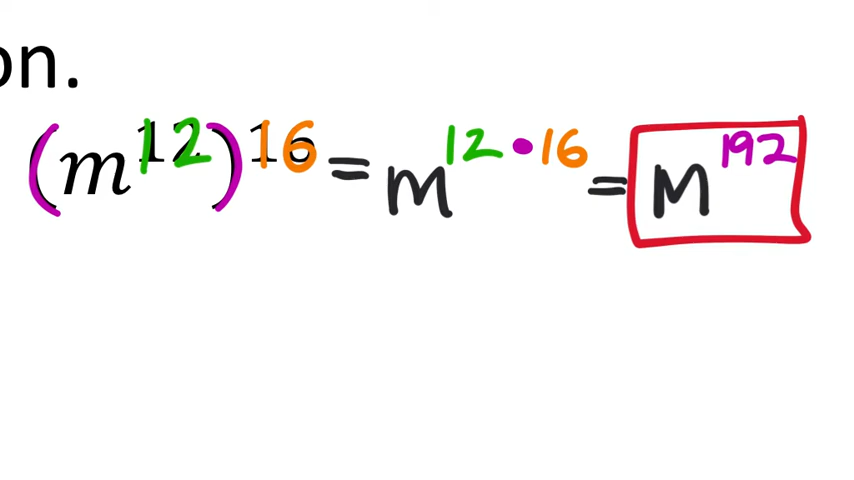 on.
(m^12)^16 = m^12•16 = M^192